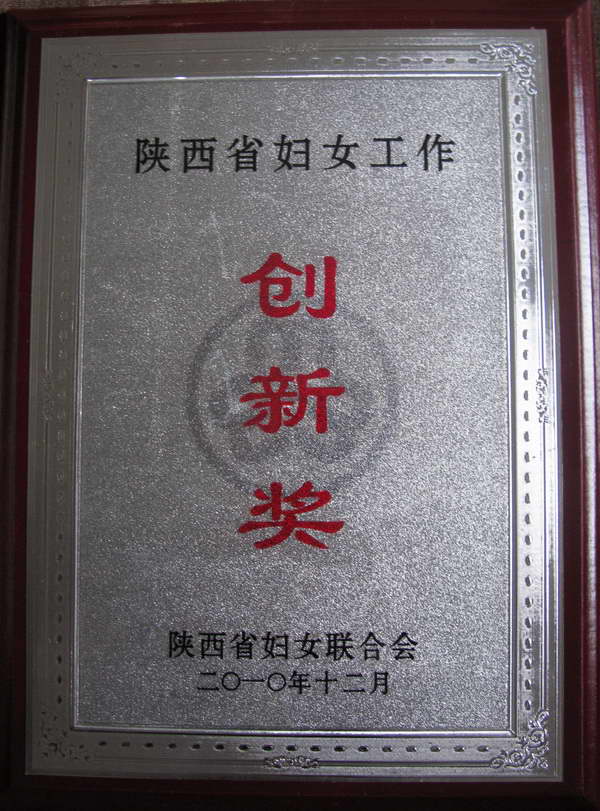 陕西省妇女工作
创
新
奖
陕西省妇女联合会
二〇一〇年十二月